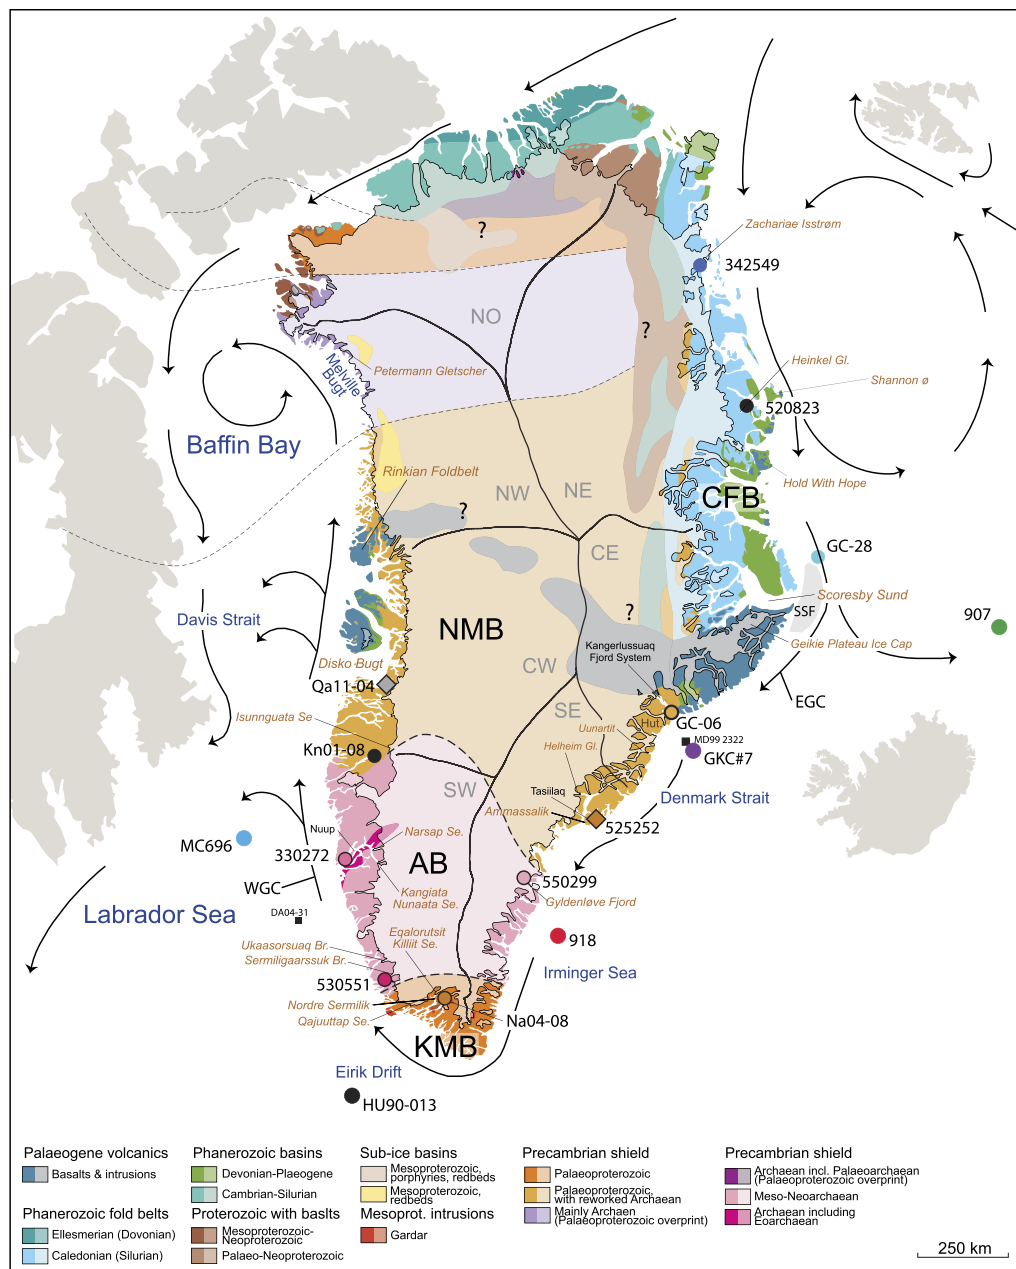 Zachariae Isstrøm
?
342549
NO
?
Heinkel Gl.
Petermann Gletscher
Melville
Bugt
Shannon ø
520823
Baffin Bay
Rinkian Foldbelt
Hold With Hope
NW
NE
CFB
?
GC-28
CE
Scoresby Sund
SSF
?
907
Davis Strait
NMB
Kangerlussuaq
Fjord System
Geikie Plateau Ice Cap
Disko Bugt
CW
Qa11-04
EGC
SE
Isunnguata Se
Hut
GC-06
Uunartit
MD99 2322
Kn01-08
Helheim Gl.
GKC#7
SW
Tasiilaq
Denmark Strait
Ammassalik
525252
Nuup
Narsap Se.
MC696
330272
AB
550299
WGC
Kangiata
Nunaata Se.
Gyldenløve Fjord
Labrador Sea
DA04-31
Eqalorutsit
Killiit Se.
918
Ukaasorsuaq Br.
Sermiligaarssuk Br.
Irminger Sea
530551
Nordre Sermilik
Qajuuttap Se.
Na04-08
KMB
Eirik Drift
HU90-013
Palaeogene volcanics
Basalts & intrusions
Phanerozoic fold belts
Ellesmerian (Dovonian)
Caledonian (Silurian)
Phanerozoic basins
Devonian-Plaeogene
Cambrian-Silurian
Proterozoic with baslts
Mesoproterozoic-
Neoproterozoic
Palaeo-Neoproterozoic
Sub-ice basins
Mesoproterozoic,
porphyries, redbeds
Mesoproterozoic,
redbeds
Mesoprot. intrusions
Gardar
Precambrian shield
Palaeoproterozoic
Palaeoproterozoic,
with reworked Archaean
Mainly Archaen
(Palaeoproterozoic overprint)
Precambrian shield
Archaean incl. Palaeoarchaean
(Palaeoproterozoic overprint)
Meso-Neoarchaean
Archaean including
Eoarchaean
250 km